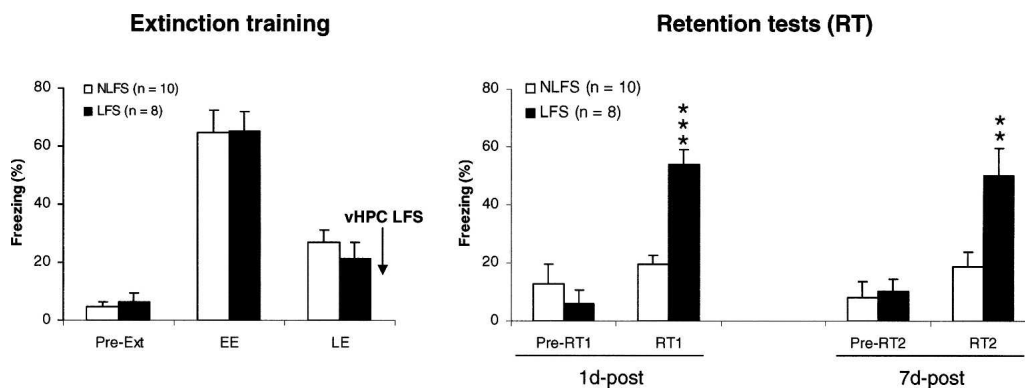 Extinction training
Freezing (%)
80
60
40
20
0
NLFS (n = 10)
LFS (n = 8)
vHPC LFS
Pre-Ext EE LE
Retention tests (RT)
Freezing (%)
80
60
40
20
0
NLFS (n = 10)
LFS (n = 8)
***
**
Pre-RT1 RT1 Pre-RT2 RT2
1d-post 7d-post